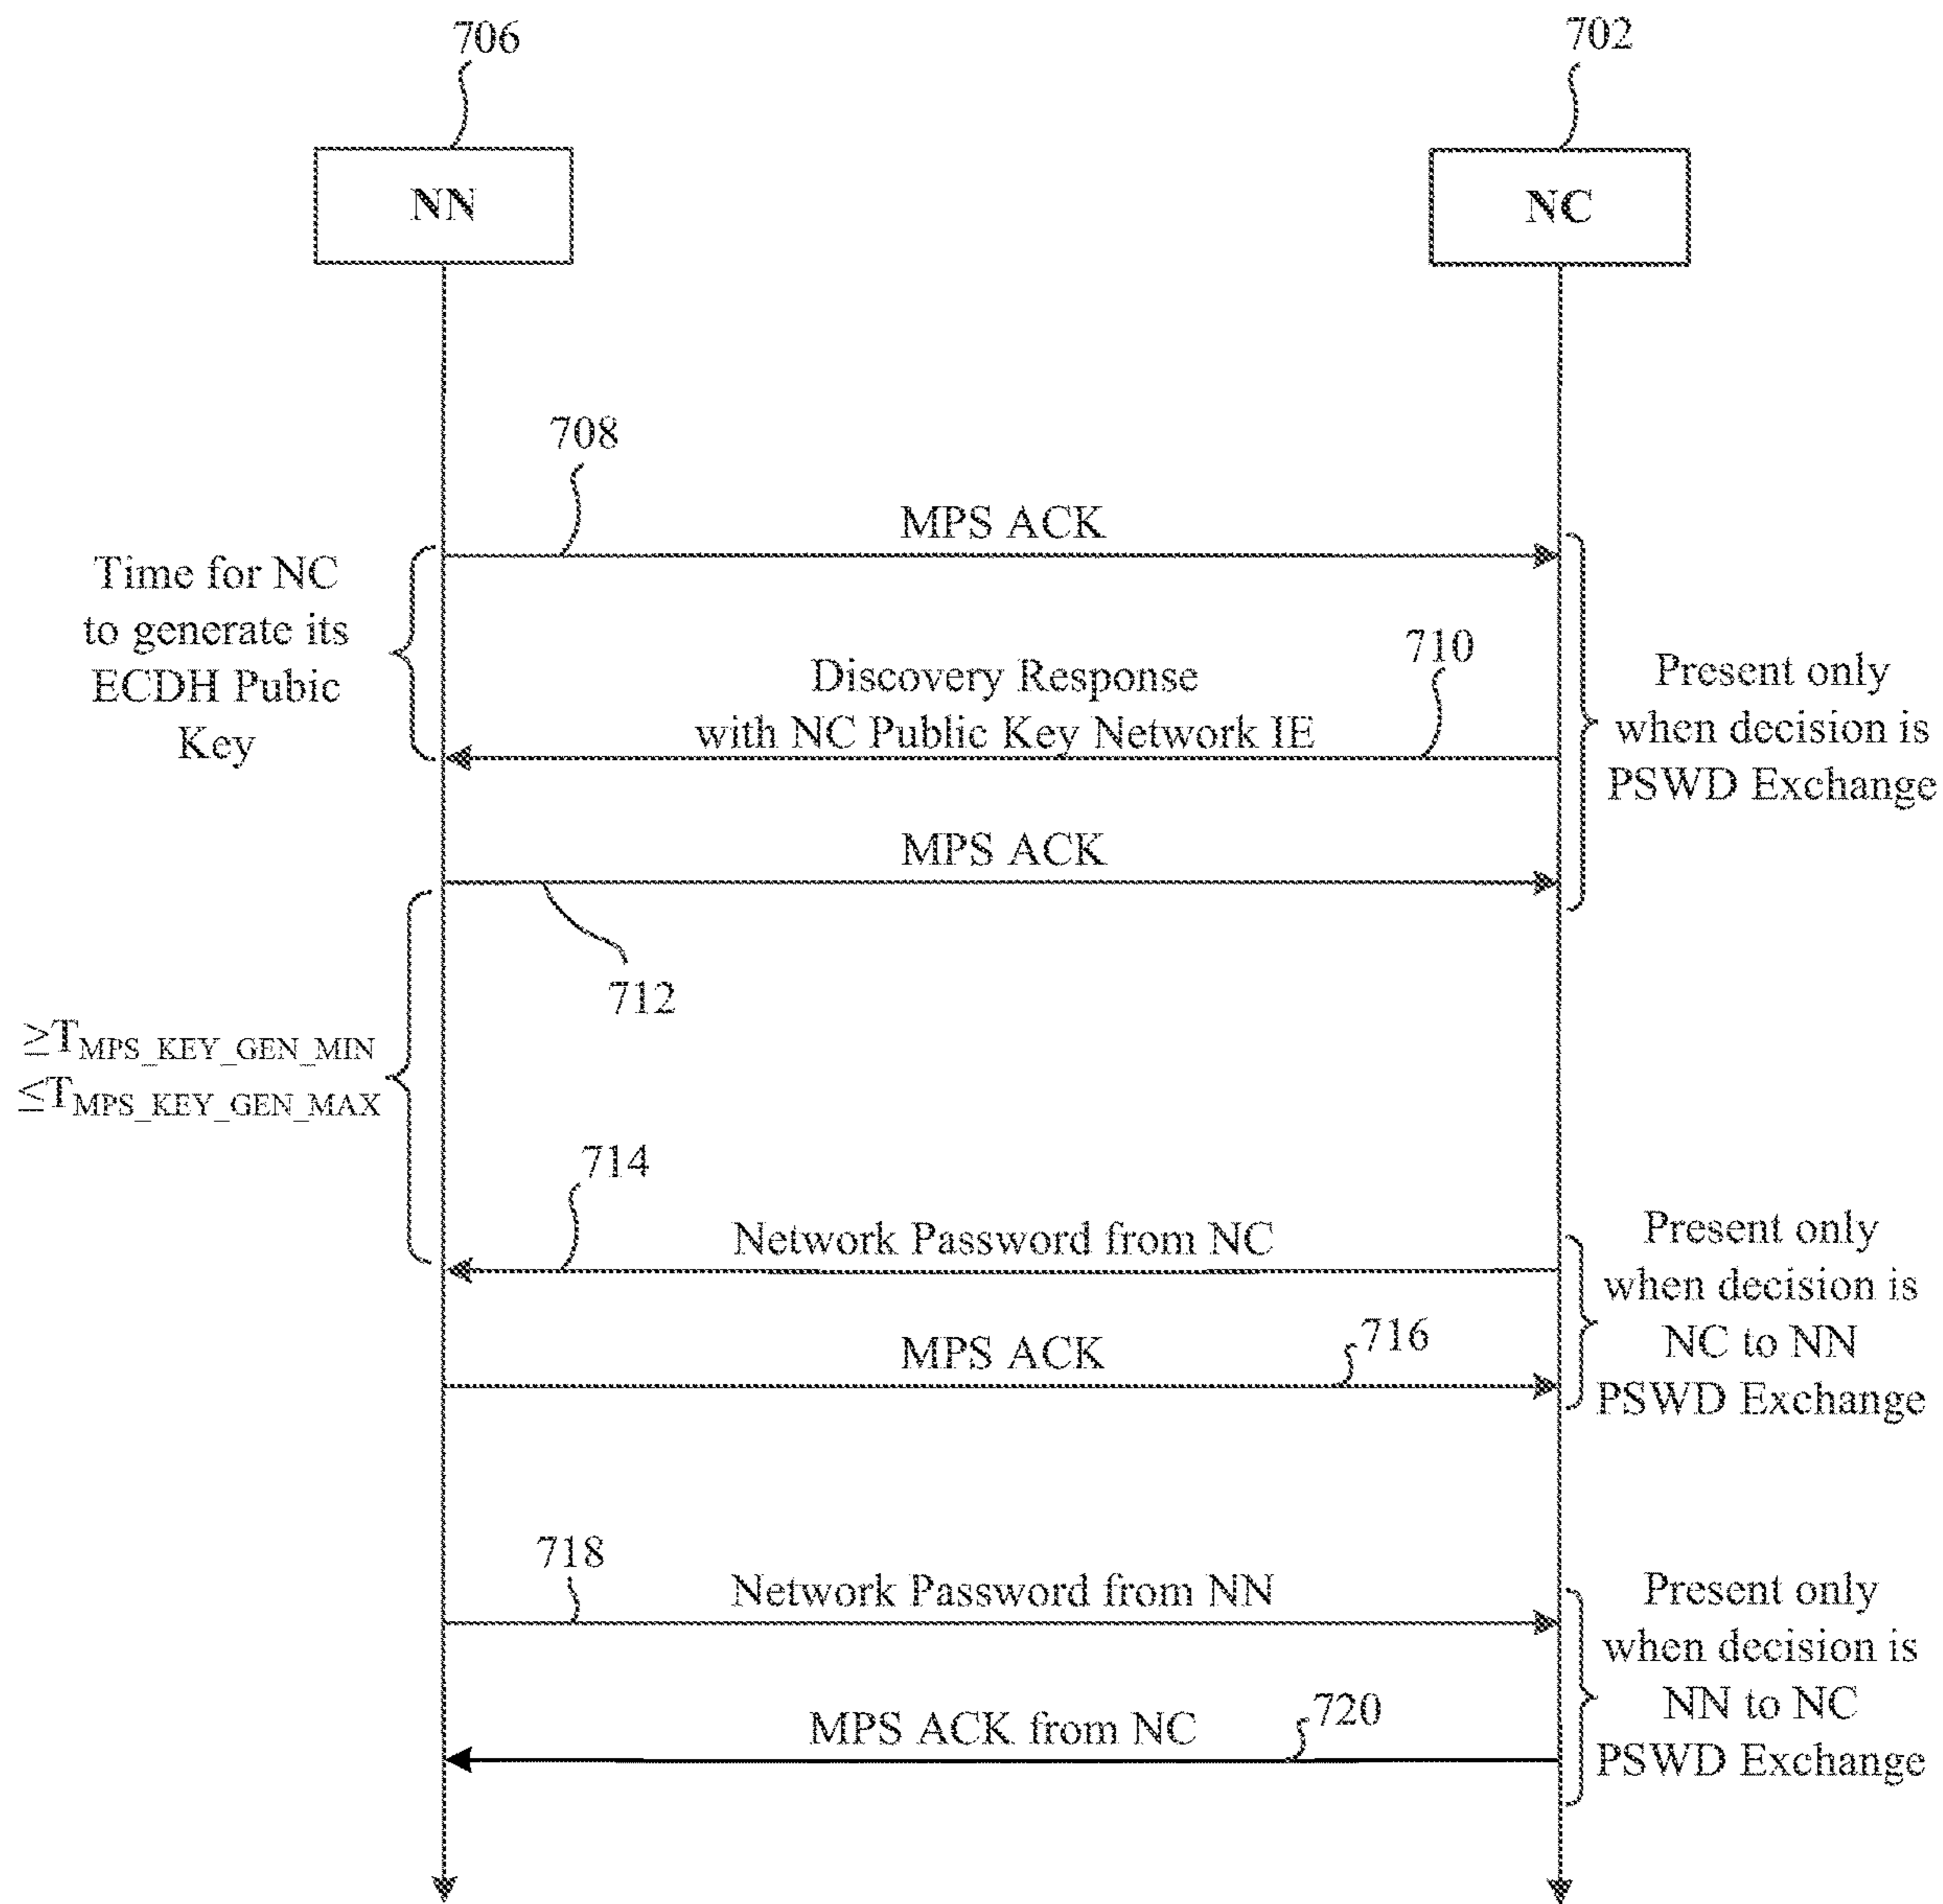 706
702
NN
NC
708
MPS ACK
Time for NC
to generate its
ECDH Pubic
Key
710
Discovery Response
with NC Public Key Network IE
Present only
when decision is
PSWD Exchange
MPS ACK
712
≥T_MPS_KEY_GEN_MIN
≤T_MPS_KEY_GEN_MAX
714
Network Password from NC
Present only
when decision is
NC to NN
PSWD Exchange
MPS ACK
716
718
Network Password from NN
Present only
when decision is
NN to NC
PSWD Exchange
MPS ACK from NC
720